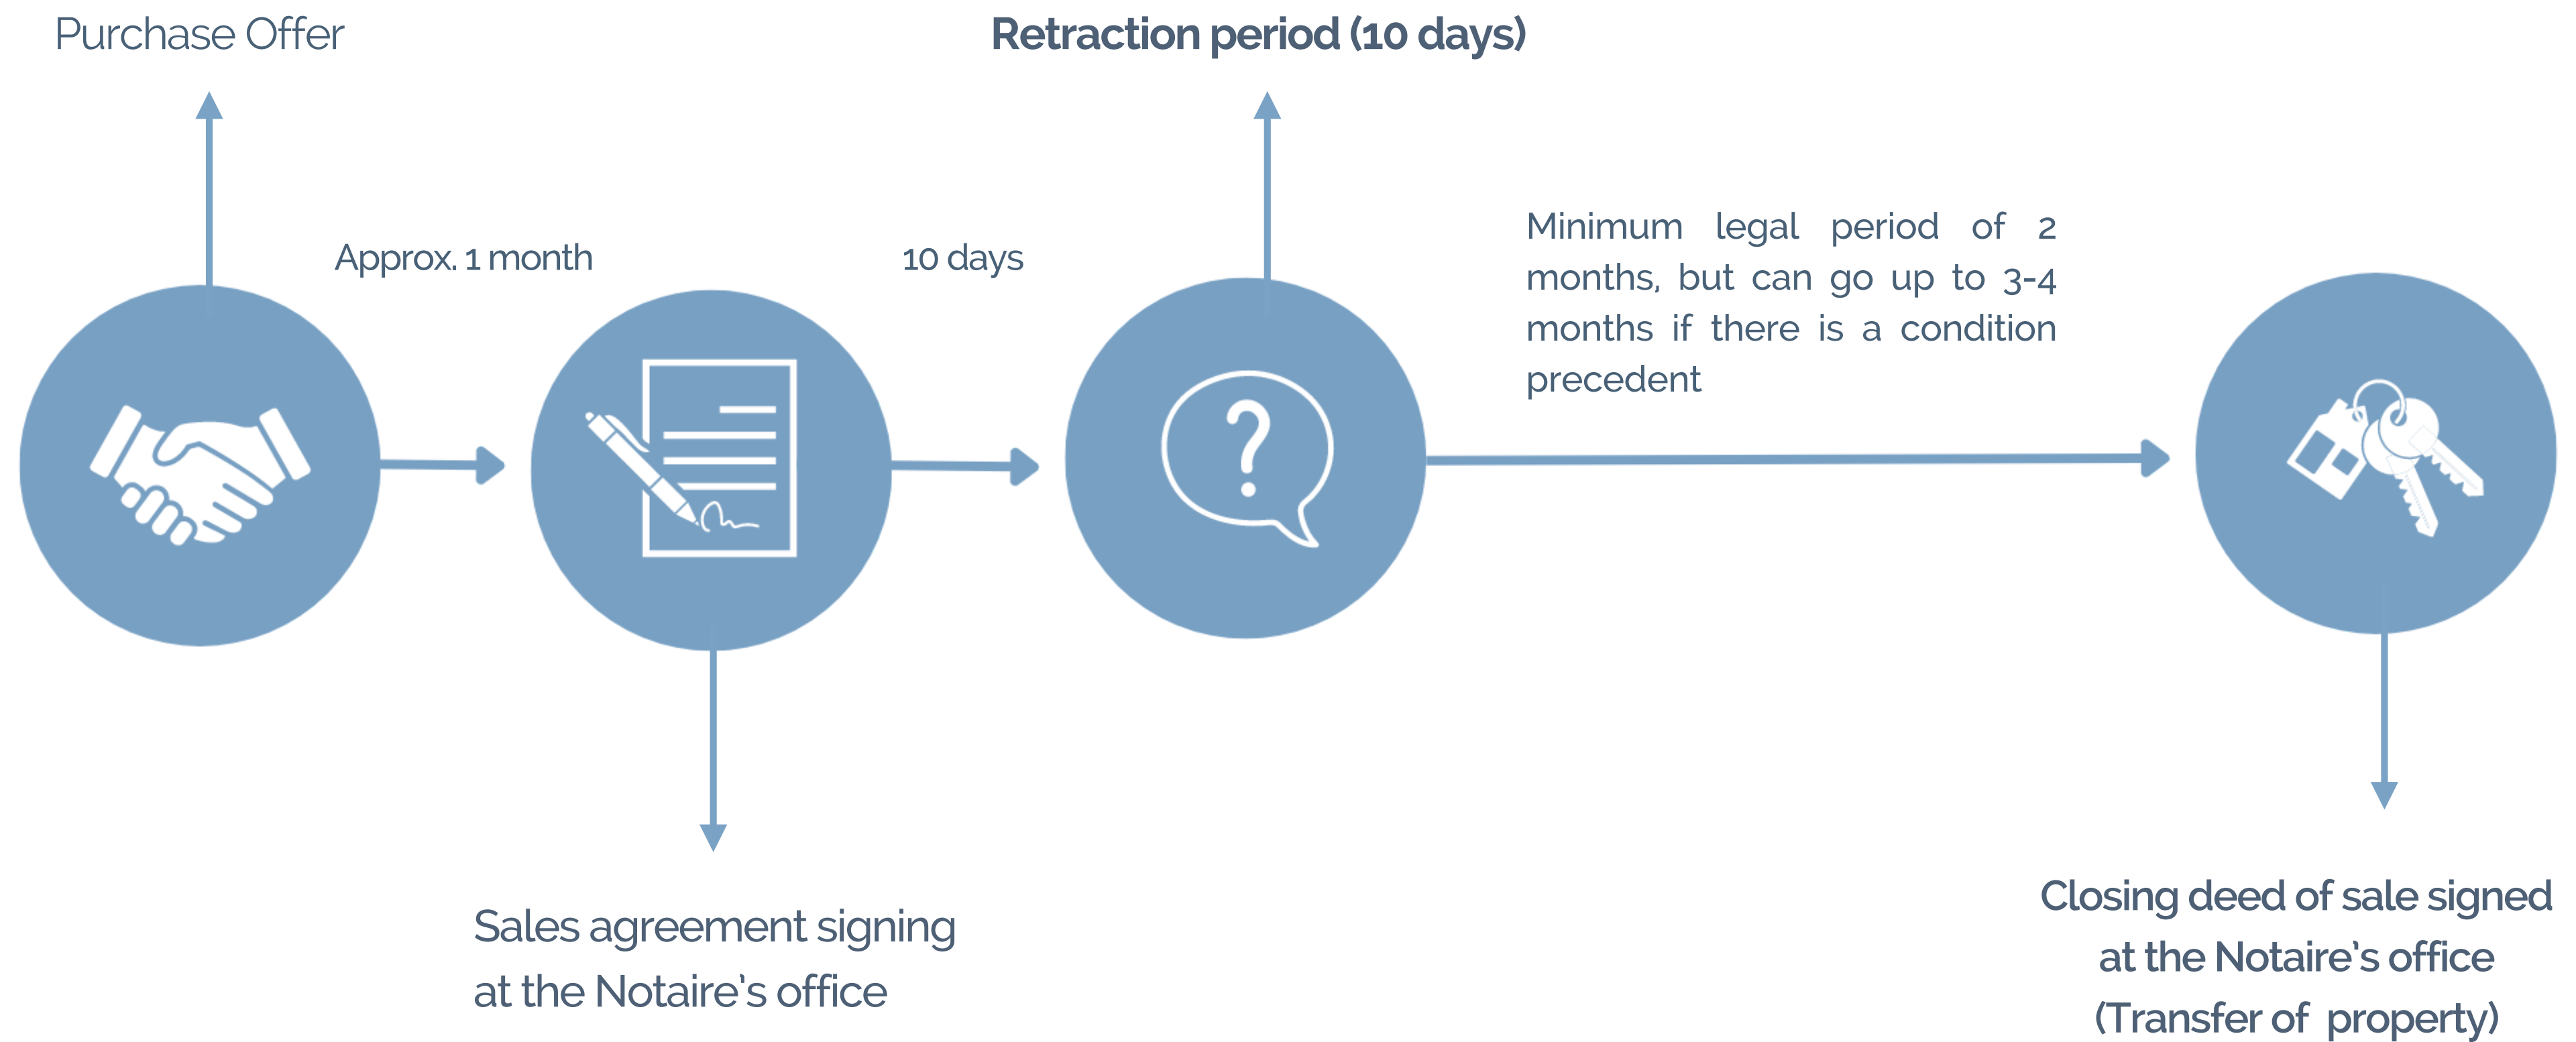 Purchase Offer
Retraction period (10 days)
Approx. 1 month
10 days
Minimum legal period of 2
months, but can go up to 3-4
months if there is a condition
precedent
Sales agreement signing
at the Notaire's office
Closing deed of sale signed
at the Notaire's office
(Transfer of property)